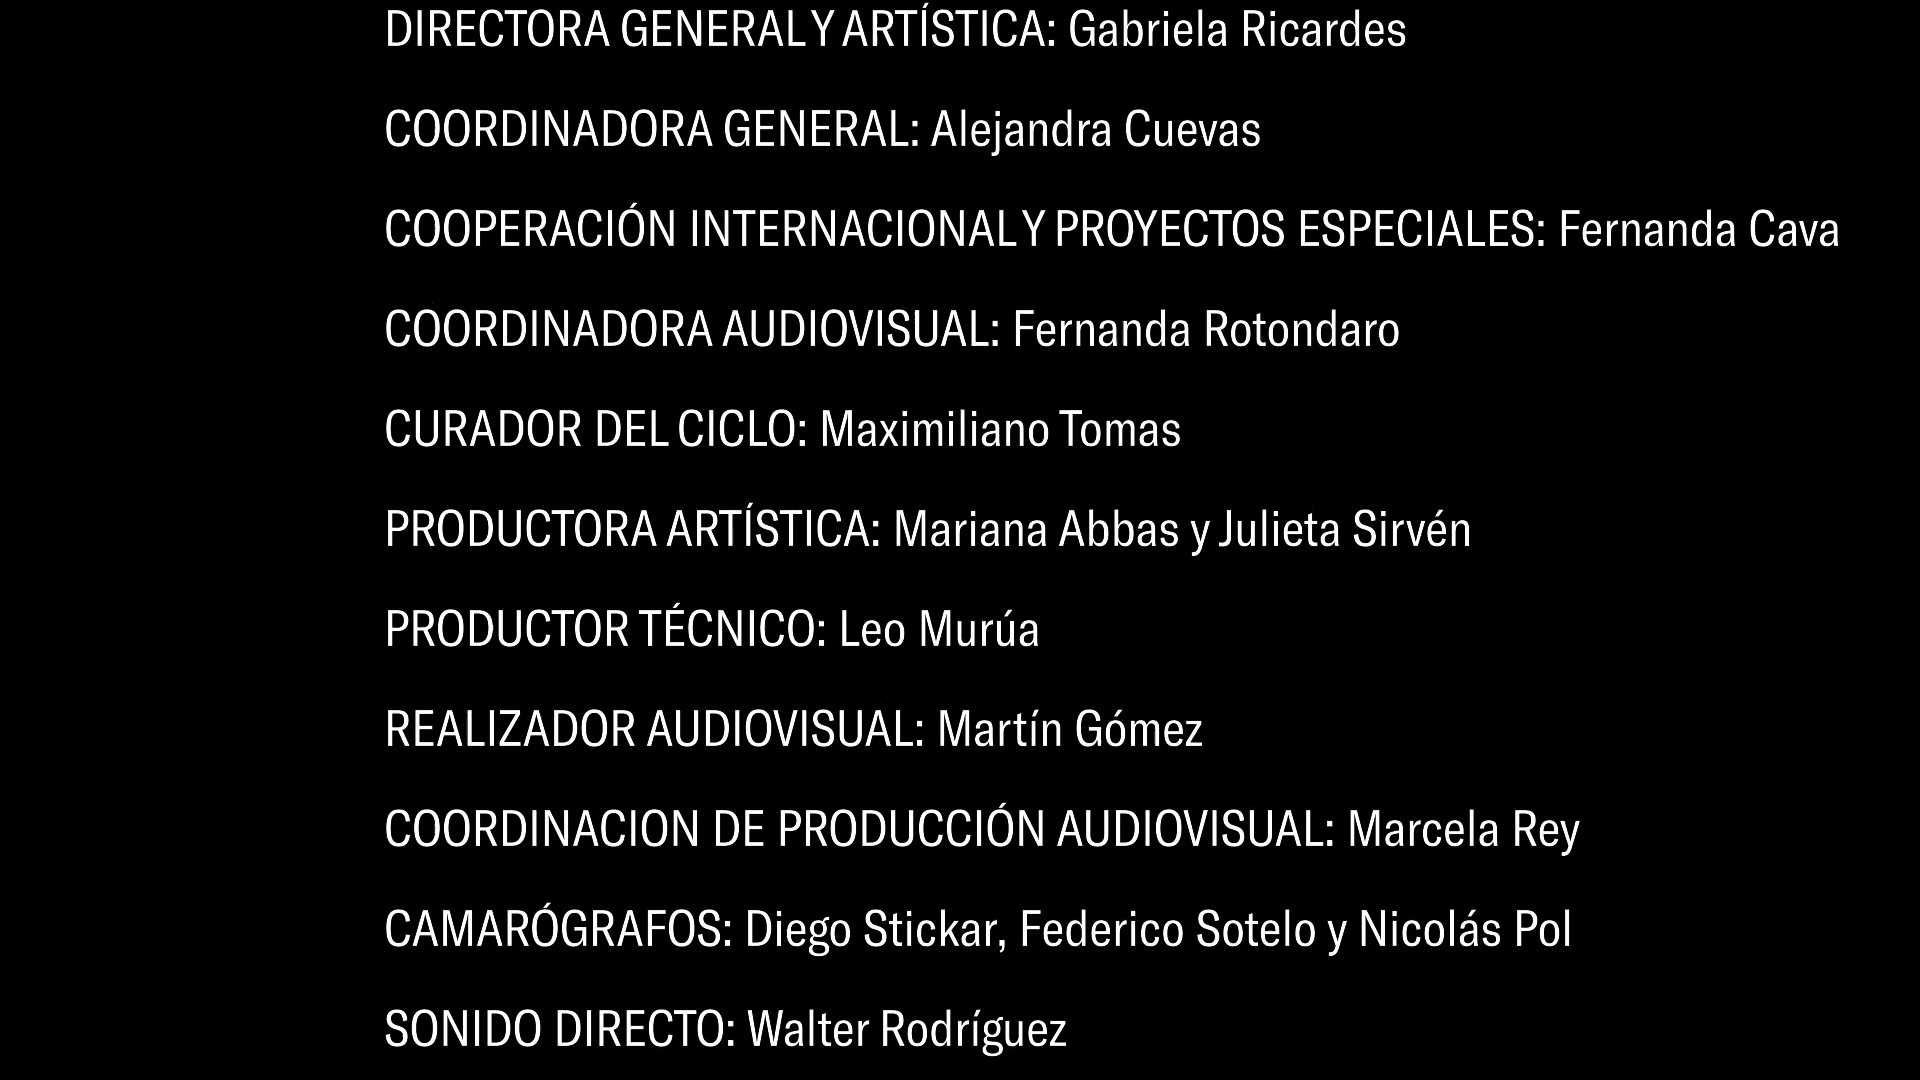 DIRECTORA GENERAL Y ARTÍSTICA: Gabriela Ricardes
COORDINADORA GENERAL: Alejandra Cuevas
COOPERACIÓN INTERNACIONAL Y PROYECTOS ESPECIALES: Fernanda Cava
COORDINADORA AUDIOVISUAL: Fernanda Rotondaro
CURADOR DEL CICLO: Maximiliano Tomas
PRODUCTORA ARTÍSTICA: Mariana Abbas y Julieta Sirvén
PRODUCTOR TÉCNICO: Leo Murúa
REALIZADOR AUDIOVISUAL: Martín Gómez
COORDINACION DE PRODUCCIÓN AUDIOVISUAL: Marcela Rey
CAMARÓGRAFOS: Diego Stickar, Federico Sotelo y Nicolás Pol
SONIDO DIRECTO: Walter Rodríguez